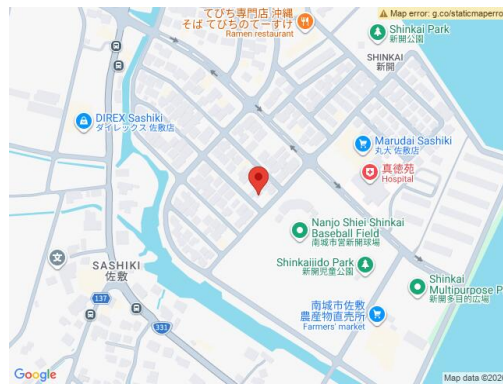 てびち専門店 沖縄
そば てびちのてーすけ
Ramen restaurant
Map error: g.co/staticmaperro
Shinkai Park
新開公園
SHINKAI
新開
DIREX Sashiki
ダイレックス 佐敷店
Marudai Sashiki
丸大 佐敷店
真徳苑
Hospital
Nanjo Shiei Shinkai
Baseball Field
南城市営新開球場
Shinkaijido Park
新開児童公園
SASHIKI
佐敷
文
Shinkai
Multipurpose P
新開多目的広場
137
南城市佐敷
農産物直売所
Farmers' market
331
Google
Map data ©202